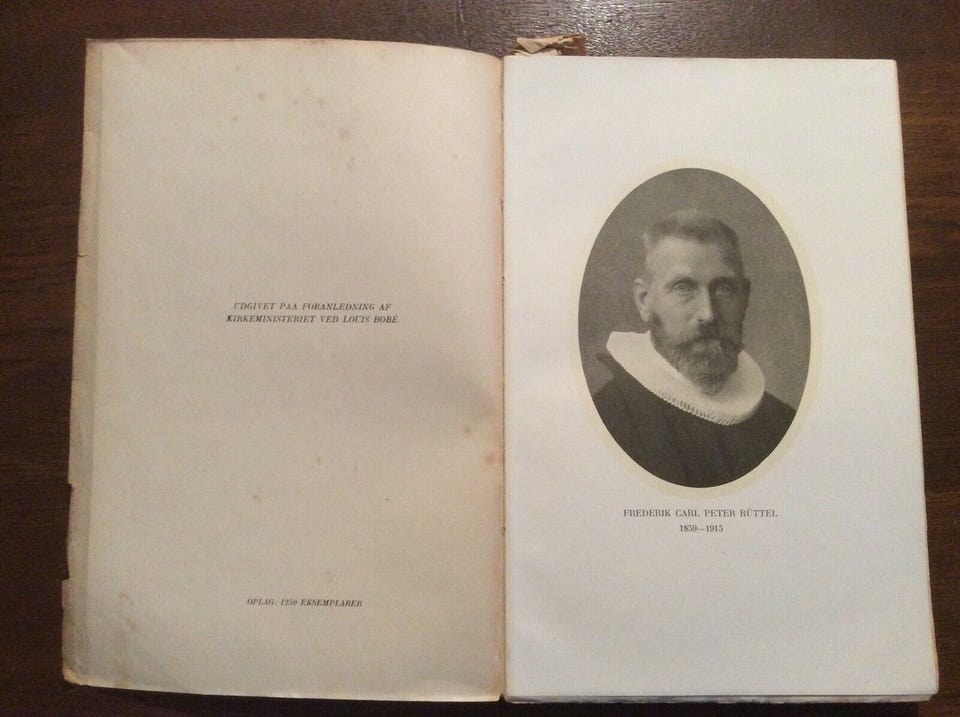 UDGIVET PAA FORANLEDNING AF
KIRKEMINISTERIET VED LOUIS BOBÉ
OPLAG: 1250 EKSEMPLARER
FREDERIK CARL PETER RÜTTEL
1859—1915